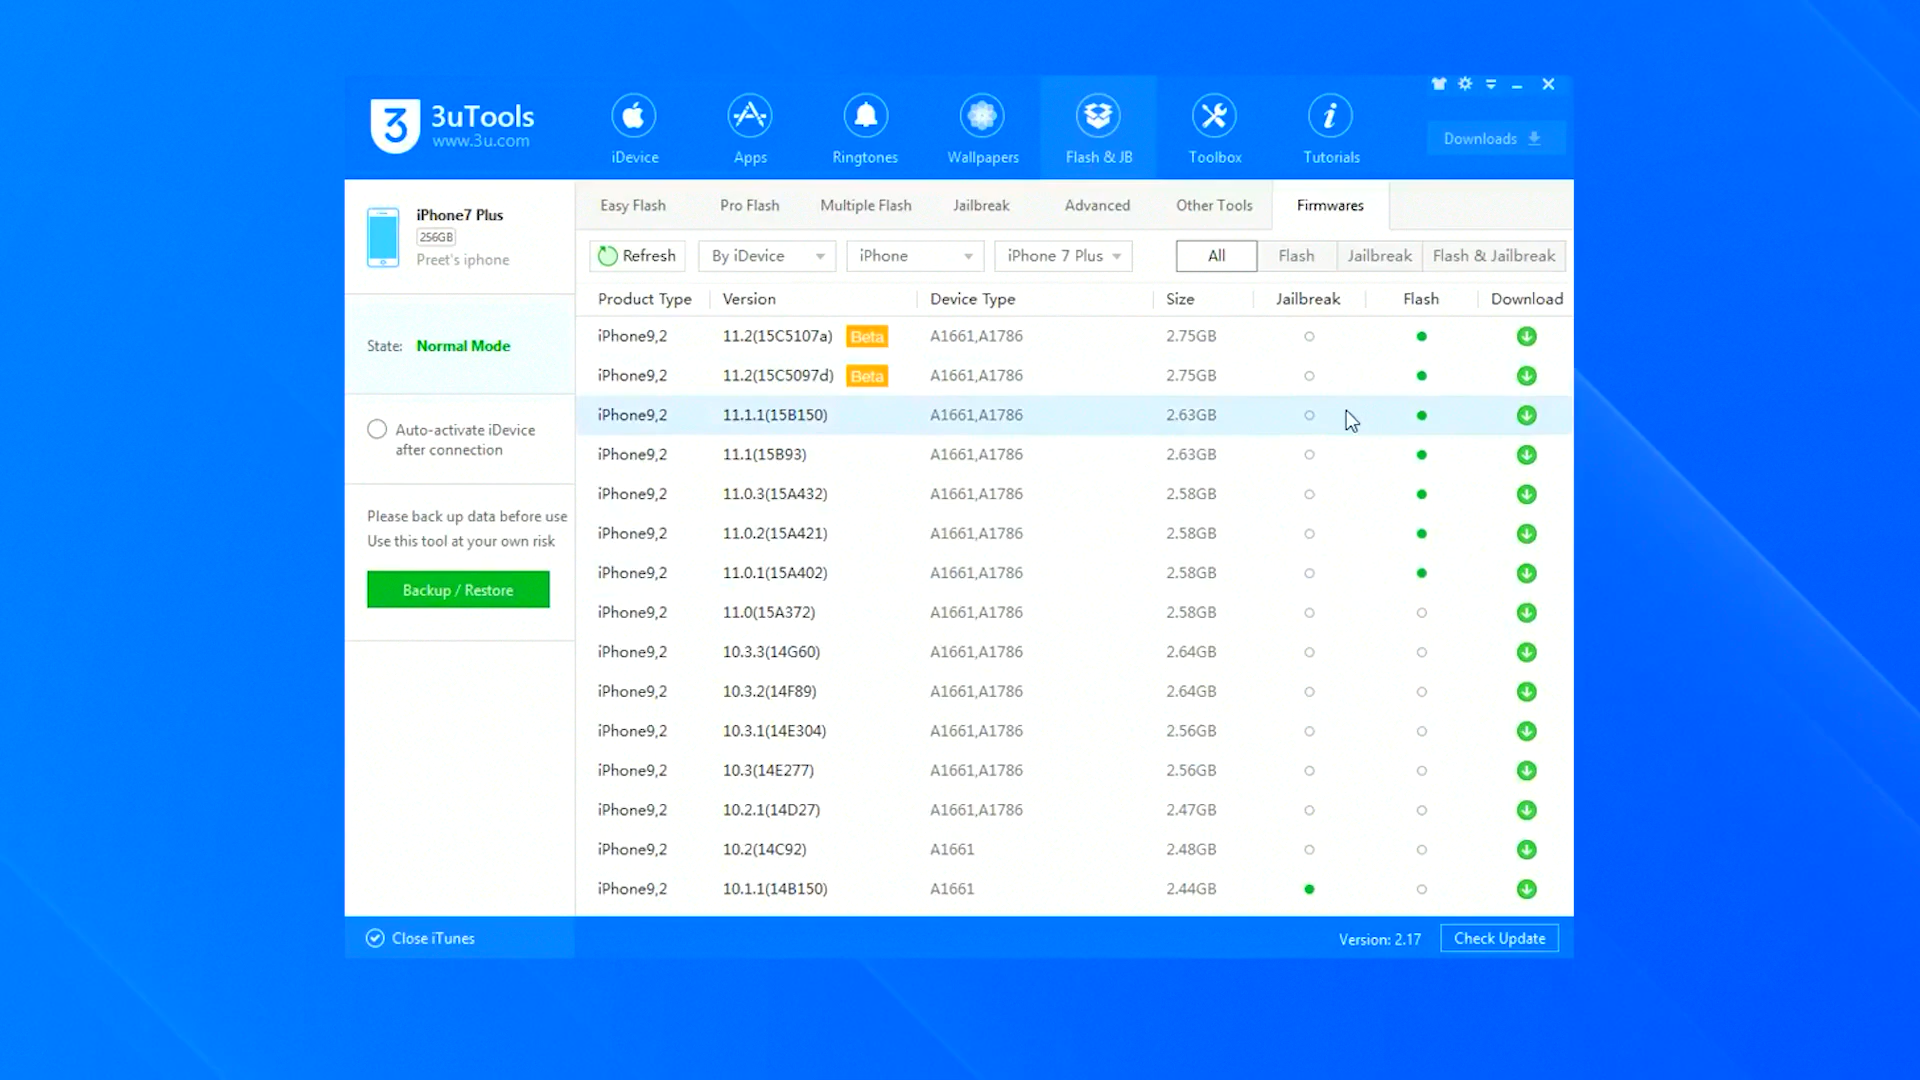 3 3uTools
www.3u.com
iDevice Apps Ringtones Wallpapers Flash & JB Toolbox Tutorials
Downloads
iPhone7 Plus
256GB
Preet's iphone
State: Normal Mode
Auto-activate iDevice
after connection
Please back up data before use
Use this tool at your own risk
Backup / Restore
Easy Flash Pro Flash Multiple Flash Jailbreak Advanced Other Tools Firmwares
Refresh By iDevice iPhone iPhone 7 Plus All Flash Jailbreak Flash & Jailbreak
Product Type Version Device Type Size Jailbreak Flash Download
iPhone9,2 11.2(15C5107a) Beta A1661,A1786 2.75GB
iPhone9,2 11.2(15C5097d) Beta A1661,A1786 2.75GB
iPhone9,2 11.1.1(15B150) A1661,A1786 2.63GB
iPhone9,2 11.1(15B93) A1661,A1786 2.63GB
iPhone9,2 11.0.3(15A432) A1661,A1786 2.58GB
iPhone9,2 11.0.2(15A421) A1661,A1786 2.58GB
iPhone9,2 11.0.1(15A402) A1661,A1786 2.58GB
iPhone9,2 11.0(15A372) A1661,A1786 2.58GB
iPhone9,2 10.3.3(14G60) A1661,A1786 2.64GB
iPhone9,2 10.3.2(14F89) A1661,A1786 2.64GB
iPhone9,2 10.3.1(14E304) A1661,A1786 2.56GB
iPhone9,2 10.3(14E277) A1661,A1786 2.56GB
iPhone9,2 10.2.1(14D27) A1661,A1786 2.47GB
iPhone9,2 10.2(14C92) A1661 2.48GB
iPhone9,2 10.1.1(14B150) A1661 2.44GB
Close iTunes Version: 2.17 Check Update